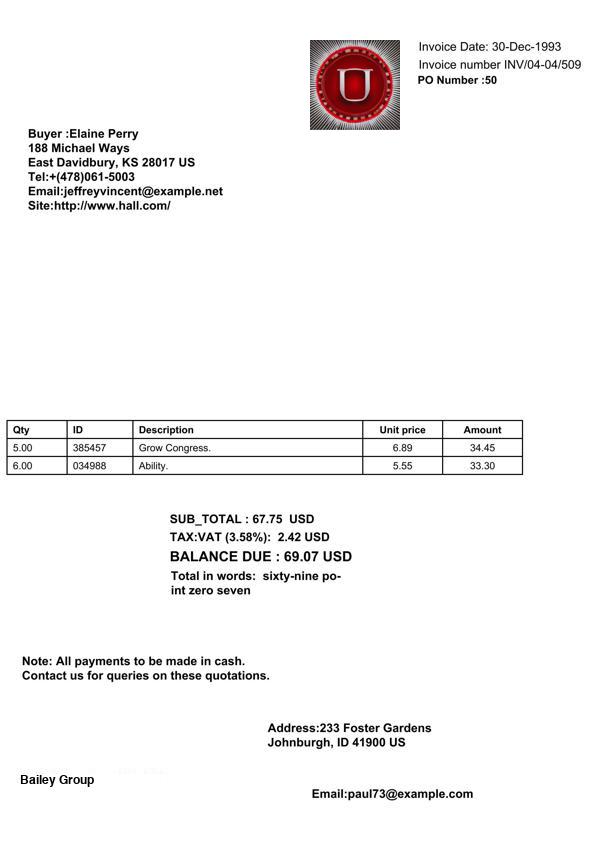 Invoice Date: 30-Dec-1993
Invoice number INV/04-04/509
PO Number :50
U
Buyer :Elaine Perry
188 Michael Ways
East Davidbury, KS 28017 US
Tel:+(478)061-5003
Email:jeffreyvincent@example.net
Site:http://www.hall.com/
Qty ID Description Unit price Amount
5.00 385457 Grow Congress. 6.89 34.45
6.00 034988 Ability. 5.55 33.30
SUB_TOTAL : 67.75 USD
TAX:VAT (3.58%): 2.42 USD
BALANCE DUE : 69.07 USD
Total in words: sixty-nine po-
int zero seven
Note: All payments to be made in cash.
Contact us for queries on these quotations.
Address:233 Foster Gardens
Johnburgh, ID 41900 US
Bailey Group
Email:paul73@example.com